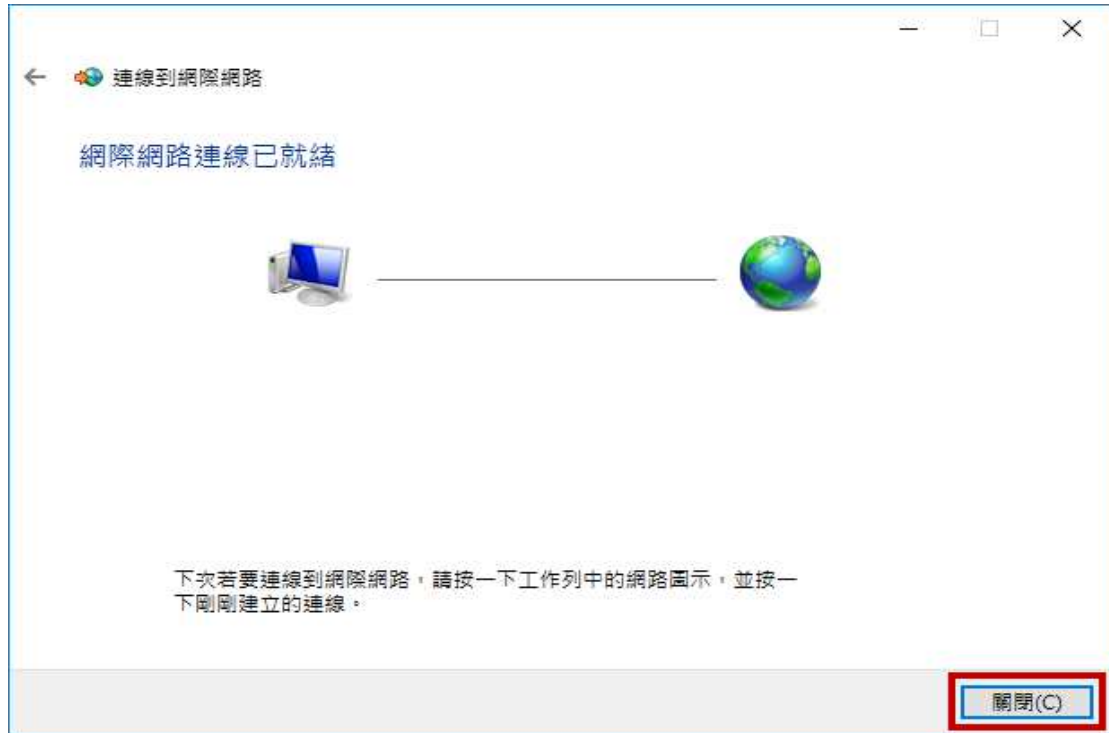 連線到網際網路
網際網路連線已就緒
下次若要連線到網際網路，請按一下工作列中的網路圖示，並按一
下剛剛建立的連線。
關閉(C)